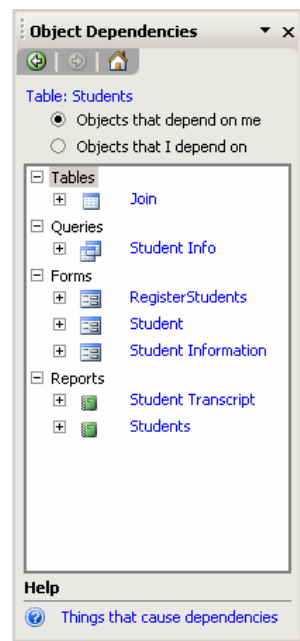 Object Dependencies
Table: Students
Objects that depend on me
Objects that I depend on
Tables
Join
Queries
Student Info
Forms
RegisterStudents
Student
Student Information
Reports
Student Transcript
Students
Help
Things that cause dependencies